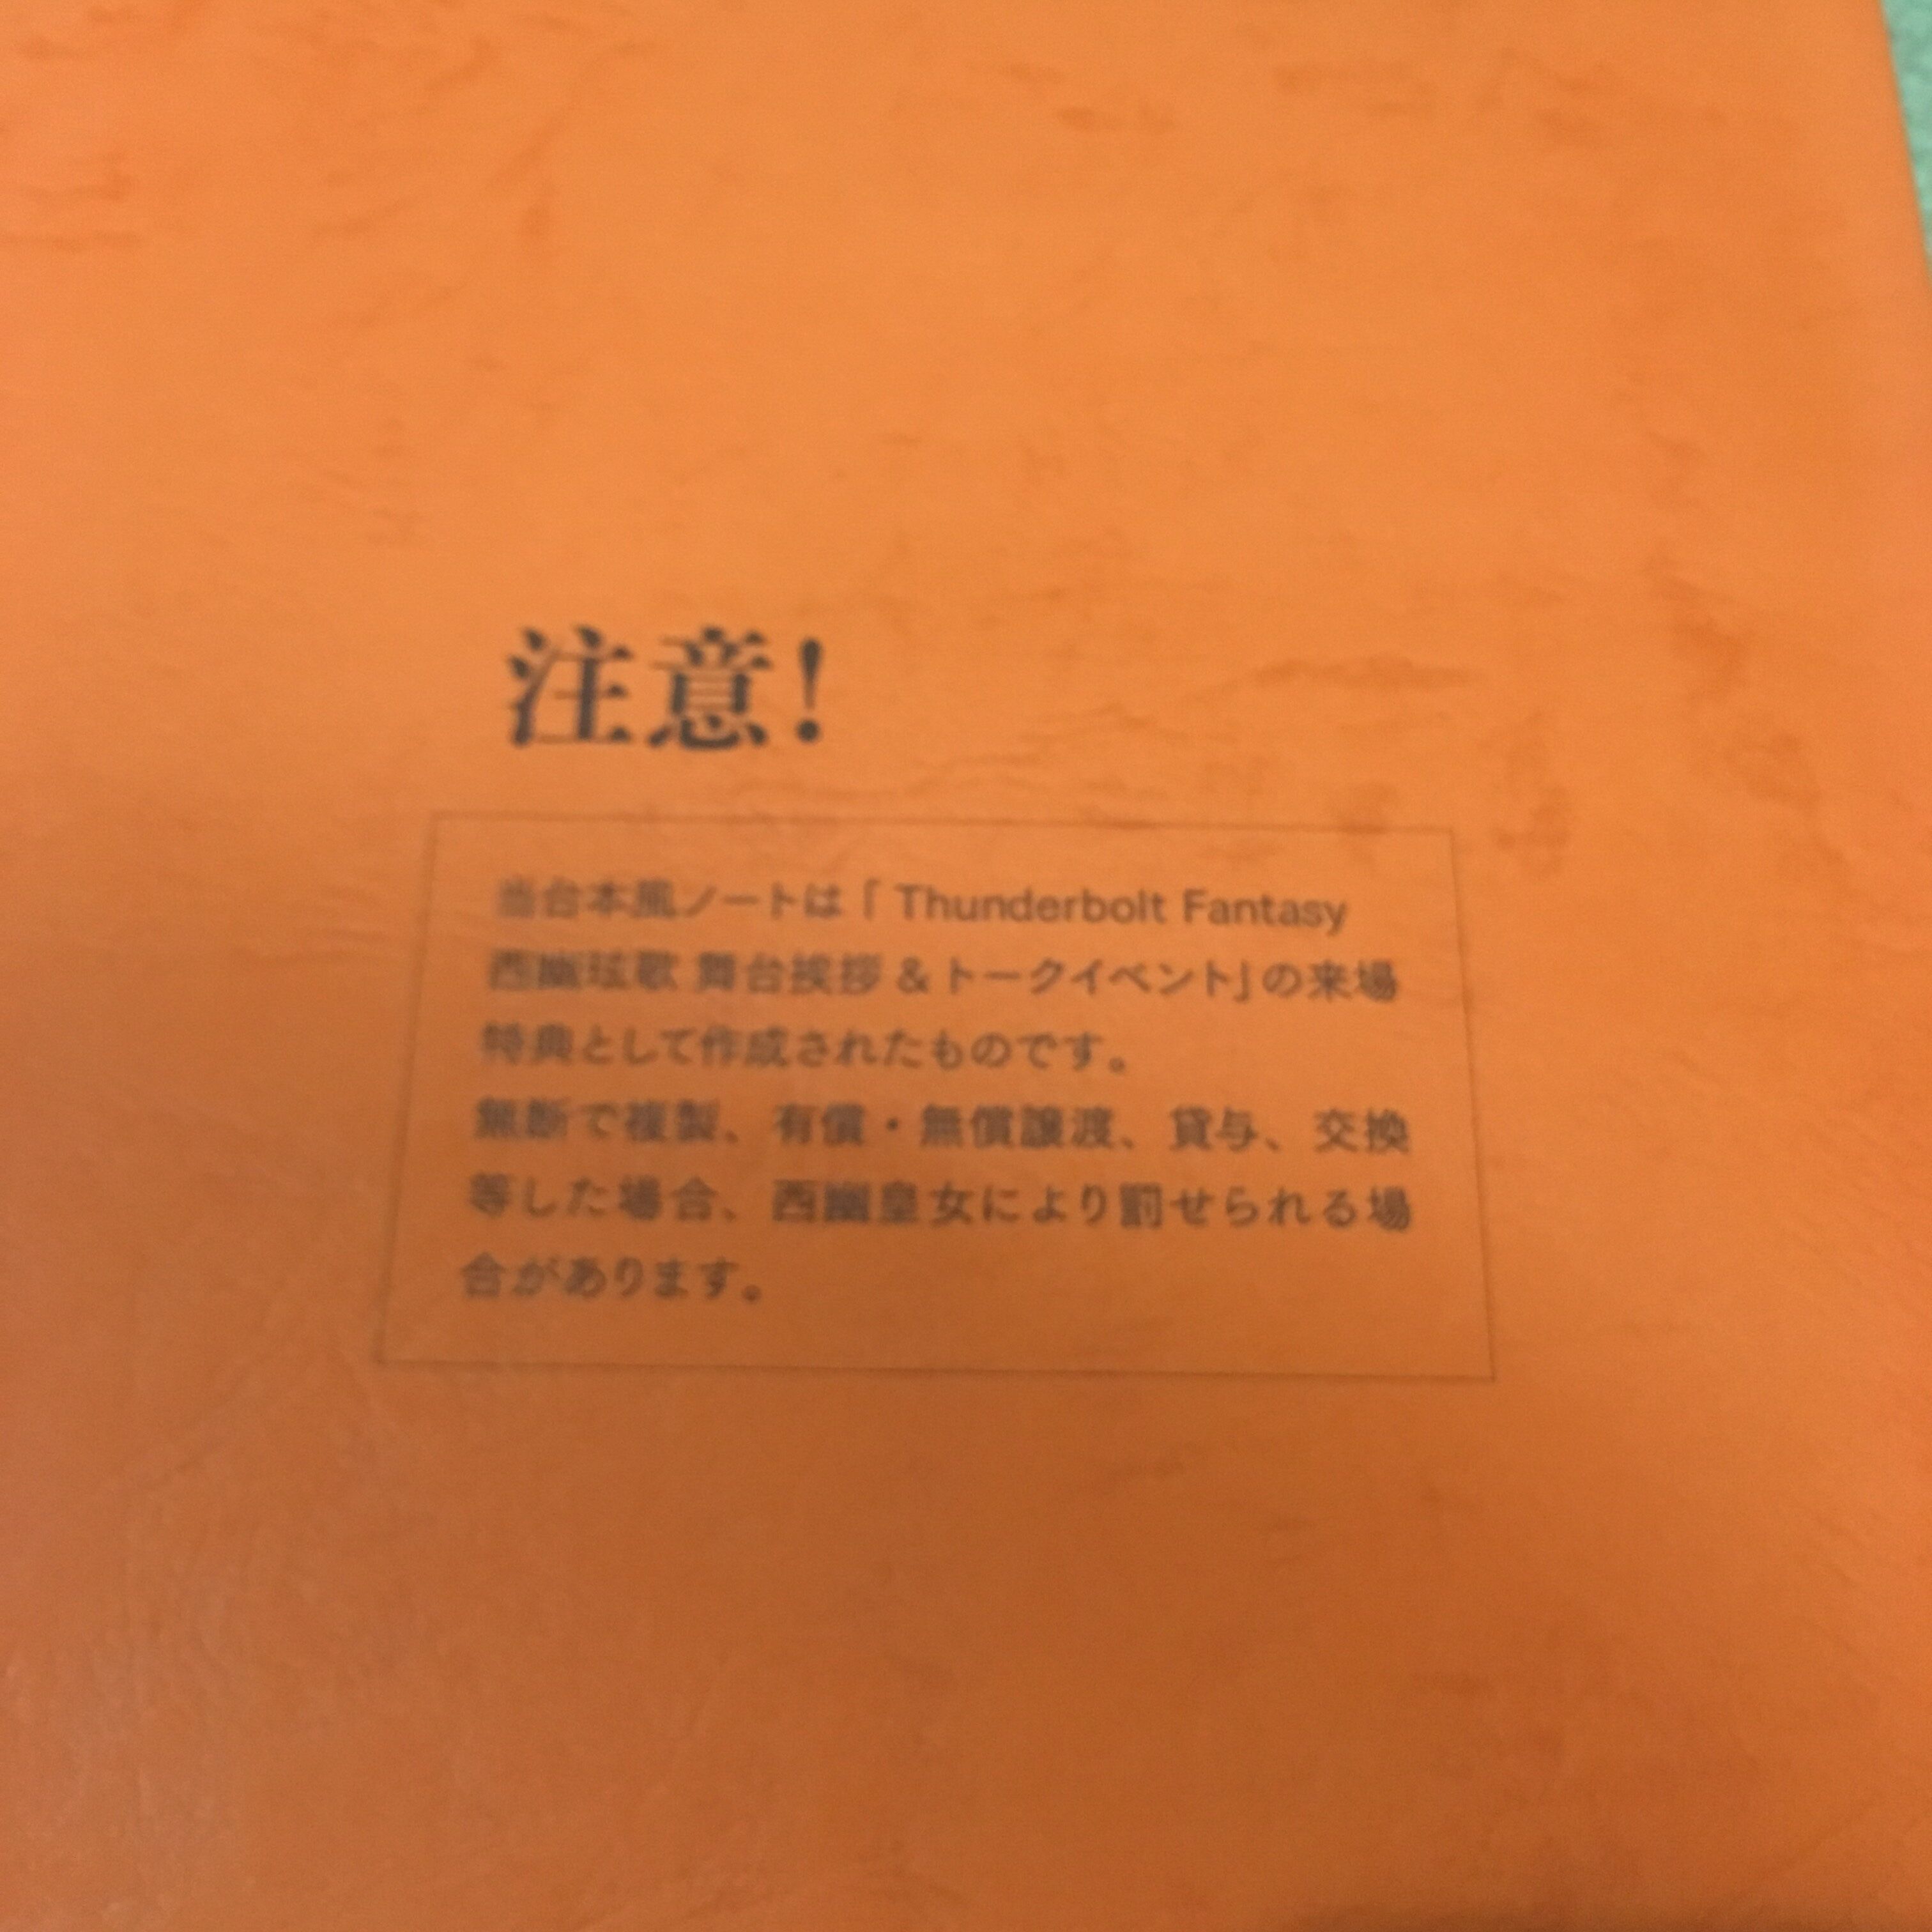 注意!
当台本風ノートは「Thunderbolt Fantasy
西幽玹歌 舞台挨拶&トークイベント」の来場
特典として作成されたものです。
無断で複製、有償・無償譲渡、貸与、交換
等した場合、西幽皇女により罰せられる場
合があります。